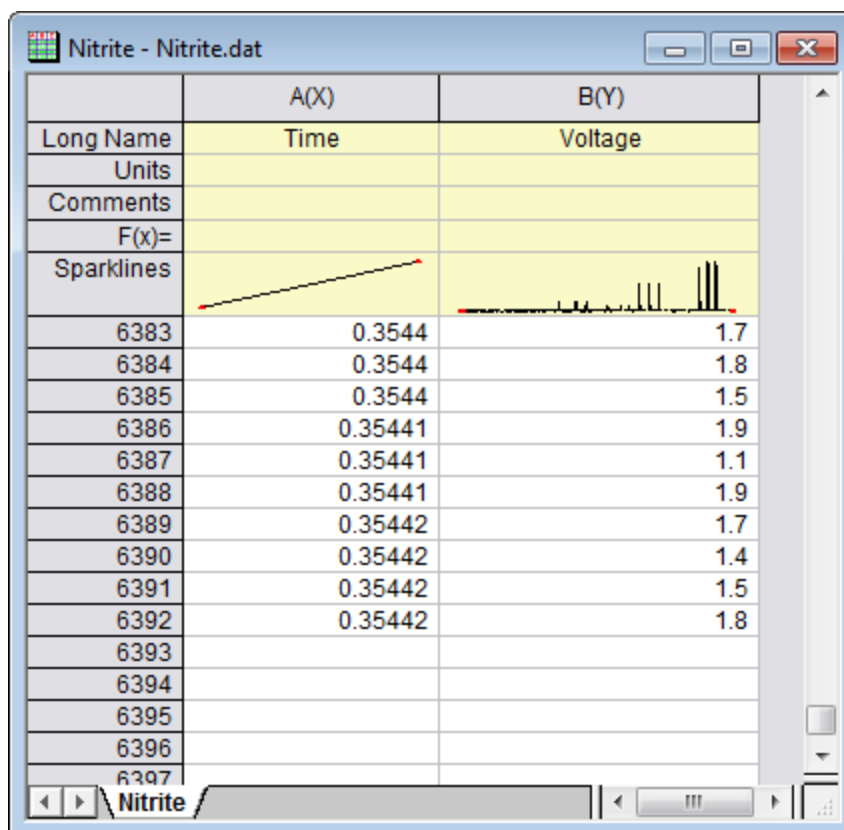 Nitrite - Nitrite.dat
A(X) B(Y)
Long Name Time Voltage
Units
Comments
F(x)=
Sparklines
6383 0.3544 1.7
6384 0.3544 1.8
6385 0.3544 1.5
6386 0.35441 1.9
6387 0.35441 1.1
6388 0.35441 1.9
6389 0.35442 1.7
6390 0.35442 1.4
6391 0.35442 1.5
6392 0.35442 1.8
6393
6394
6395
6396
6397
Nitrite